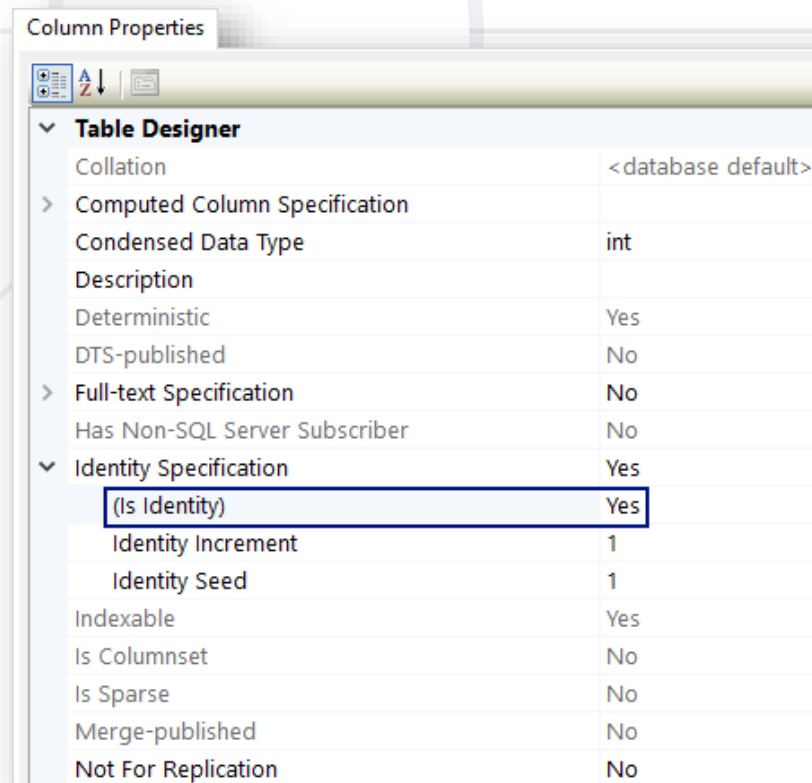 Column Properties
Table Designer
Collation <database default>
Computed Column Specification
Condensed Data Type int
Description
Deterministic Yes
DTS-published No
Full-text Specification No
Has Non-SQL Server Subscriber No
Identity Specification Yes
(Is Identity) Yes
Identity Increment 1
Identity Seed 1
Indexable Yes
Is Columnset No
Is Sparse No
Merge-published No
Not For Replication No